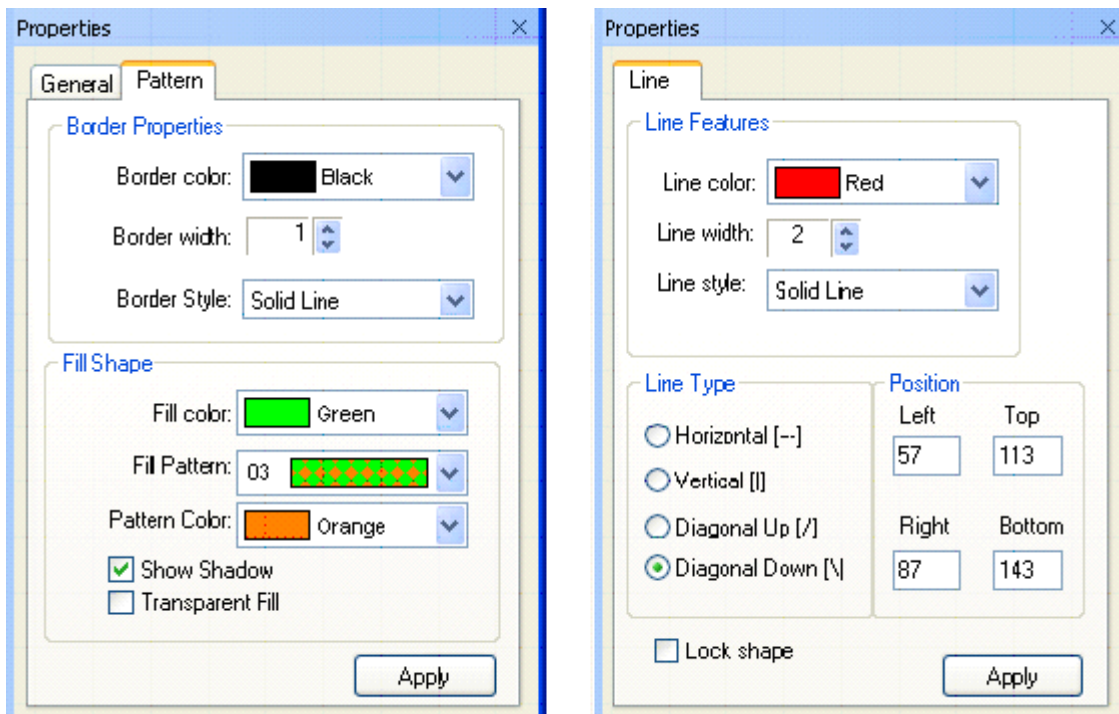 Properties
General Pattern
Border Properties
Border color: Black
Border width: 1
Border Style: Solid Line
Fill Shape
Fill color: Green
Fill Pattern: 03
Pattern Color: Orange
Show Shadow
Transparent Fill
Apply
Properties
Line
Line Features
Line color: Red
Line width: 2
Line style: Solid Line
Line Type
Horizontal [--]
Vertical [|]
Diagonal Up [/]
Diagonal Down [\|
Position
Left Top
57 113
Right Bottom
87 143
Lock shape
Apply